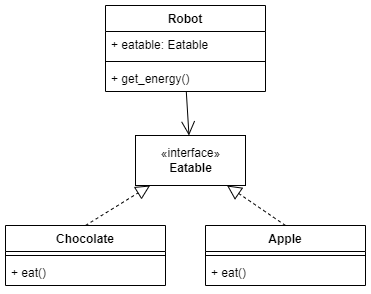 Robot
+ eatable: Eatable
+ get_energy()
«interface»
Eatable
Chocolate
+ eat()
Apple
+ eat()